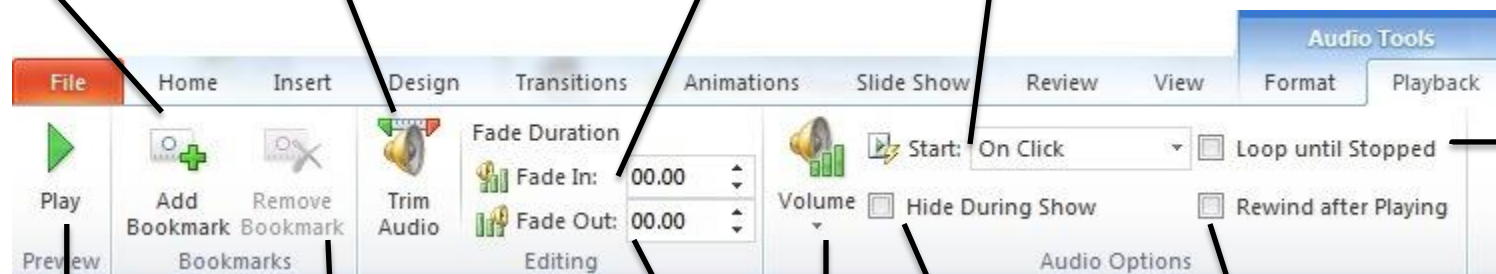 Audio Tools
File Home Insert Design Transitions Animations Slide Show Review View Format Playback
Play
Preview
Add Bookmark
Remove Bookmark
Bookmarks
Trim Audio
Fade Duration
Fade In: 00.00
Fade Out: 00.00
Editing
Volume
Start: On Click
Hide During Show
Loop until Stopped
Rewind after Playing
Audio Options